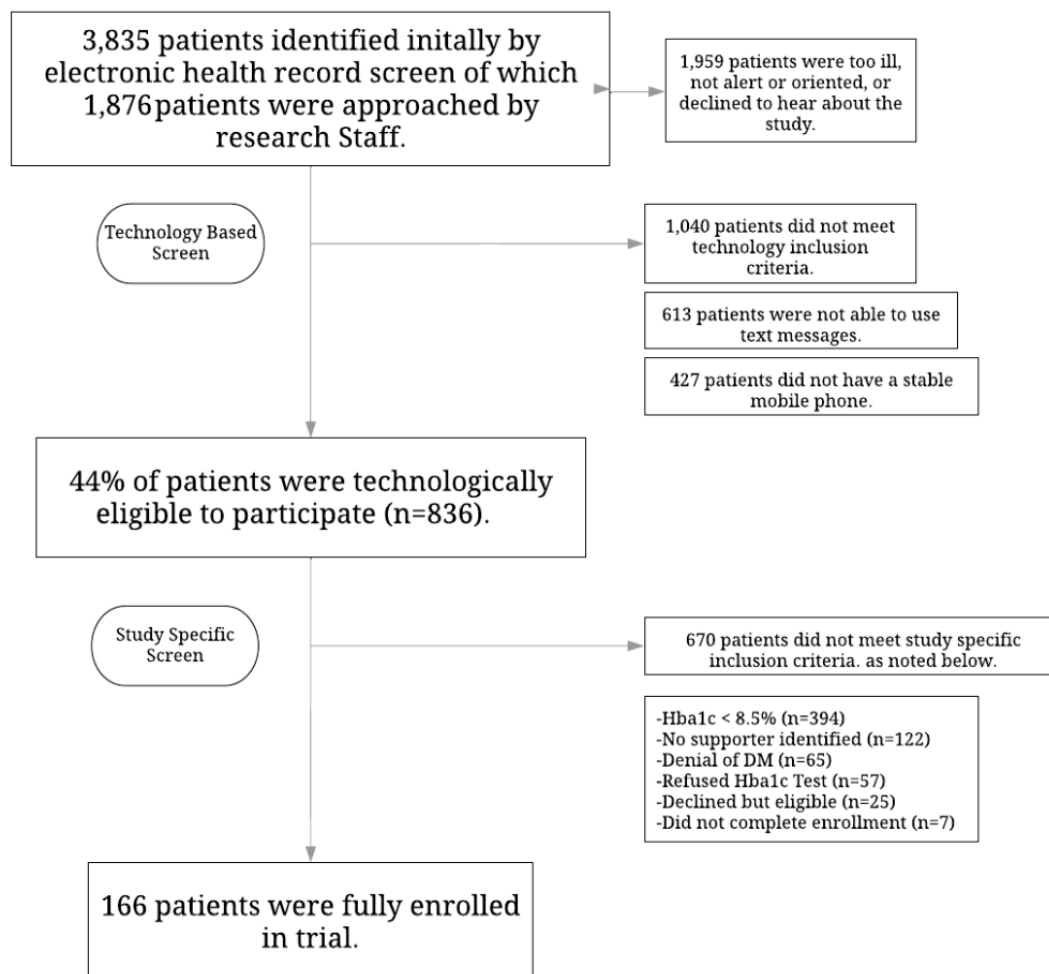 3,835 patients identified initally by
electronic health record screen of which
1,876 patients were approached by
research Staff.
1,959 patients were too ill,
not alert or oriented, or
declined to hear about the
study.
Technology Based
Screen
1,040 patients did not meet
technology inclusion
criteria.
613 patients were not able to use
text messages.
427 patients did not have a stable
mobile phone.
44% of patients were technologically
eligible to participate (n=836).
Study Specific
Screen
670 patients did not meet study specific
inclusion criteria. as noted below.
-Hba1c < 8.5% (n=394)
-No supporter identified (n=122)
-Denial of DM (n=65)
-Refused Hba1c Test (n=57)
-Declined but eligible (n=25)
-Did not complete enrollment (n=7)
166 patients were fully enrolled
in trial.